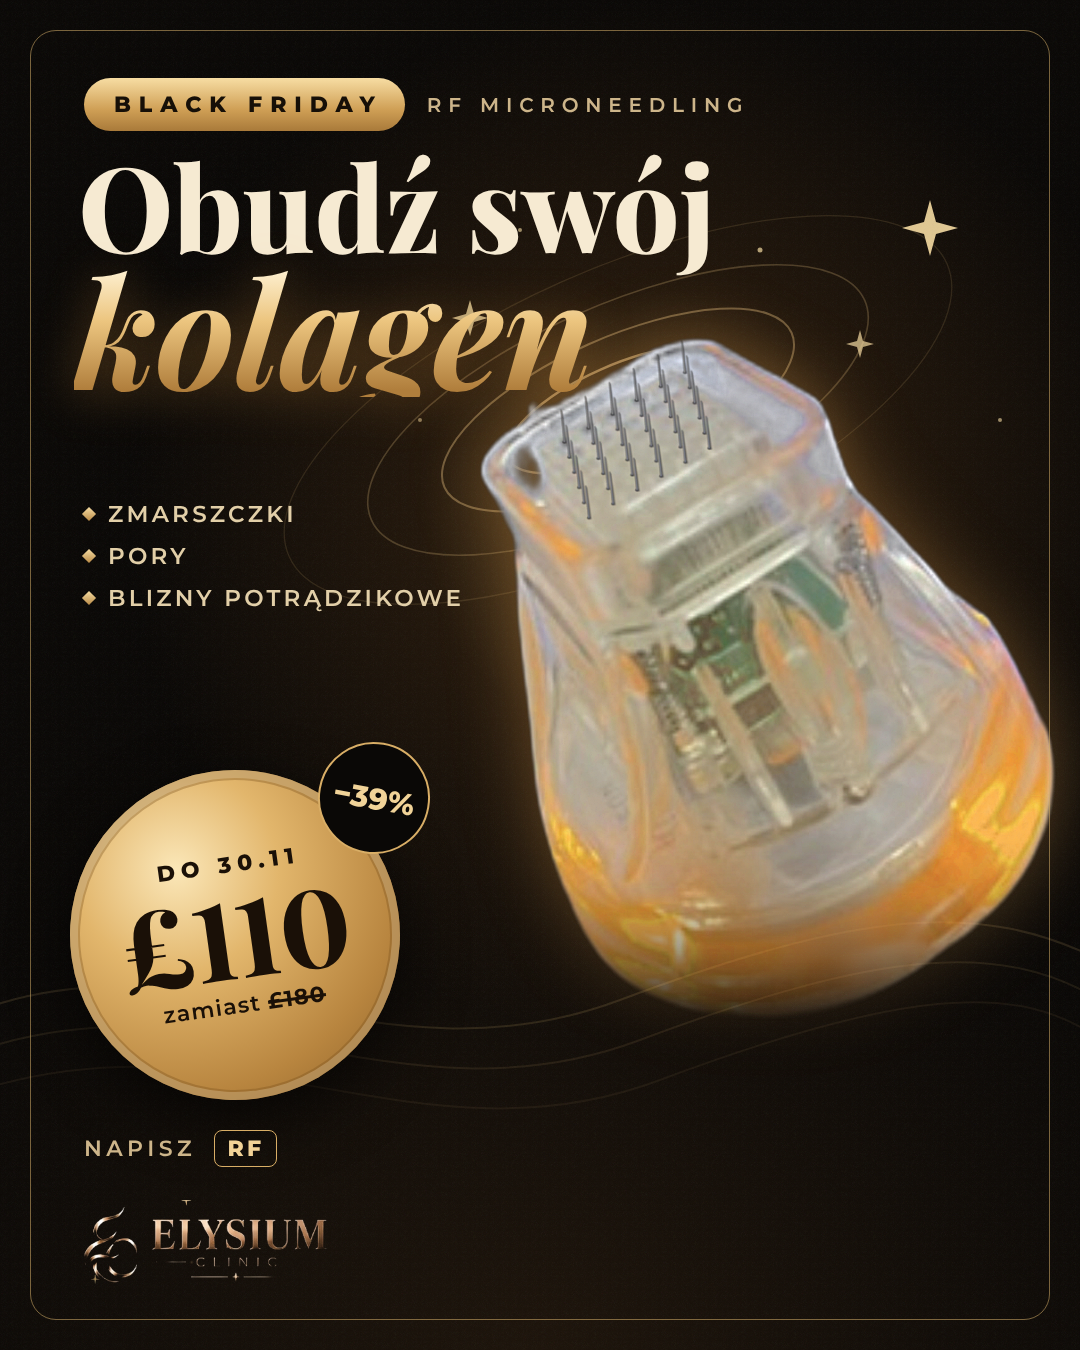 BLACK FRIDAY RF MICRONEEDLING
Obudź swój
kolagen
ZMARSZCZKI
PORY
BLIZNY POTRĄDZIKOWE
−39%
DO 30.11
£110
zamiast £180
NAPISZ RF
ELYSIUM
CLINIC